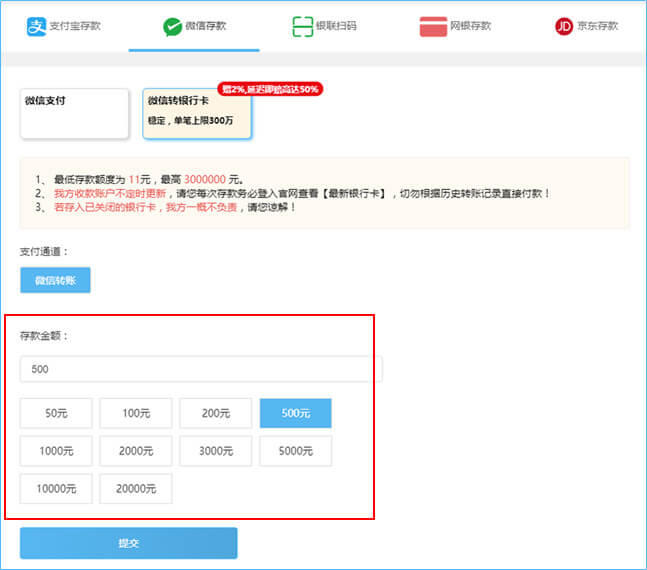 支付宝存款 微信存款 银联扫码 网银存款 JD 京东存款
赠2%,延迟即赔高达50%
微信支付 微信转银行卡
稳定，单笔上限300万
1、 最低存款额度为 11元，最高 3000000 元。
2、 我方收款账户不定时更新，请您每次存款务必登入官网查看【最新银行卡】，切勿根据历史转账记录直接付款！
3、 若存入已关闭的银行卡，我方一概不负责，请您谅解！
支付通道：
微信转账
存款金额：
500
50元 100元 200元 500元
1000元 2000元 3000元 5000元
10000元 20000元
提交